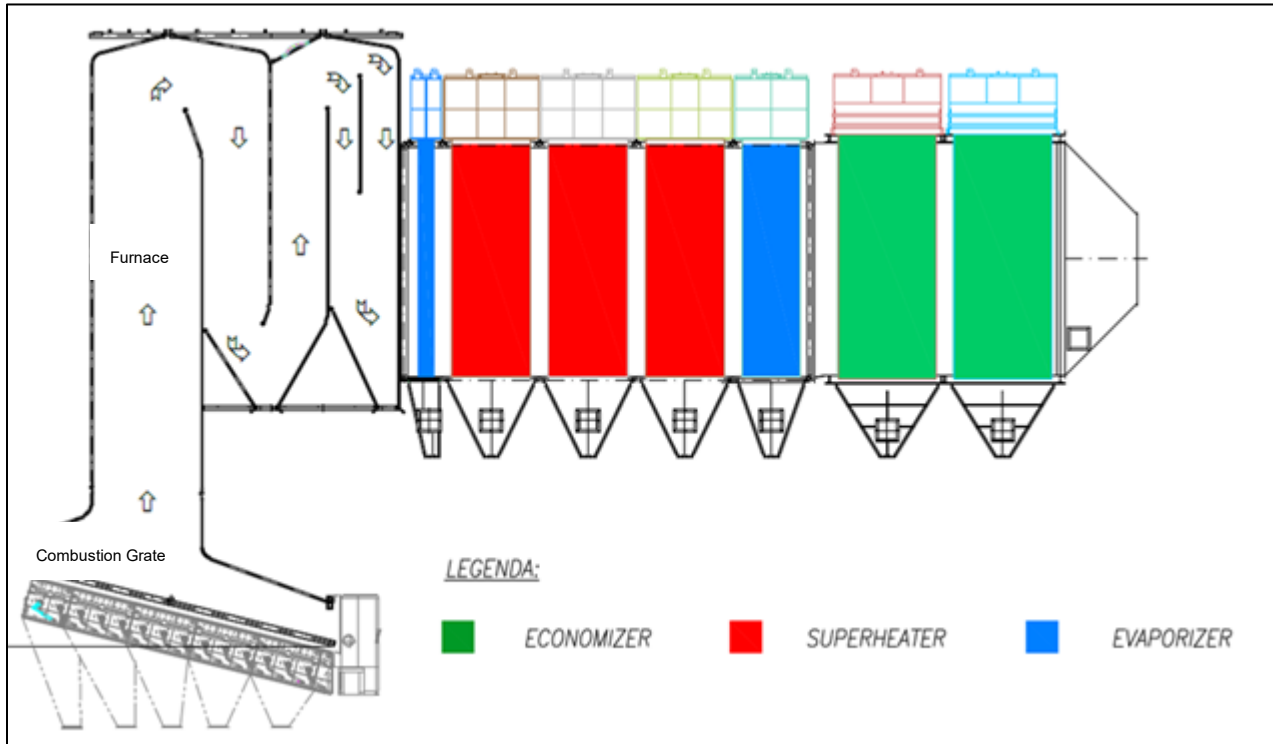 Furnace
Combustion Grate
LEGENDA:
ECONOMIZER
SUPERHEATER
EVAPORIZER